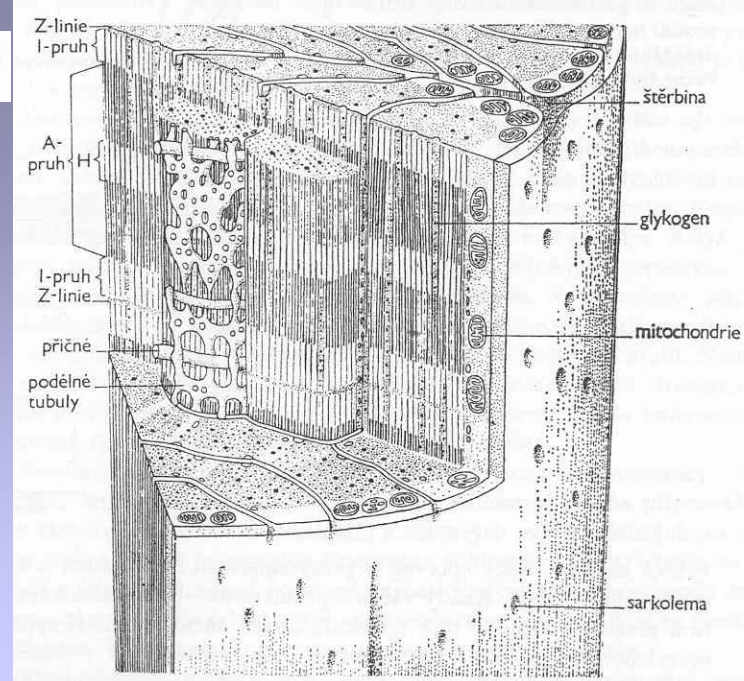 Z-linie
I-pruh
štěrbina
A-
pruh H
glykogen
I-pruh
Z-linie
mitochondrie
příčné
podélné
tubuly
sarkolema